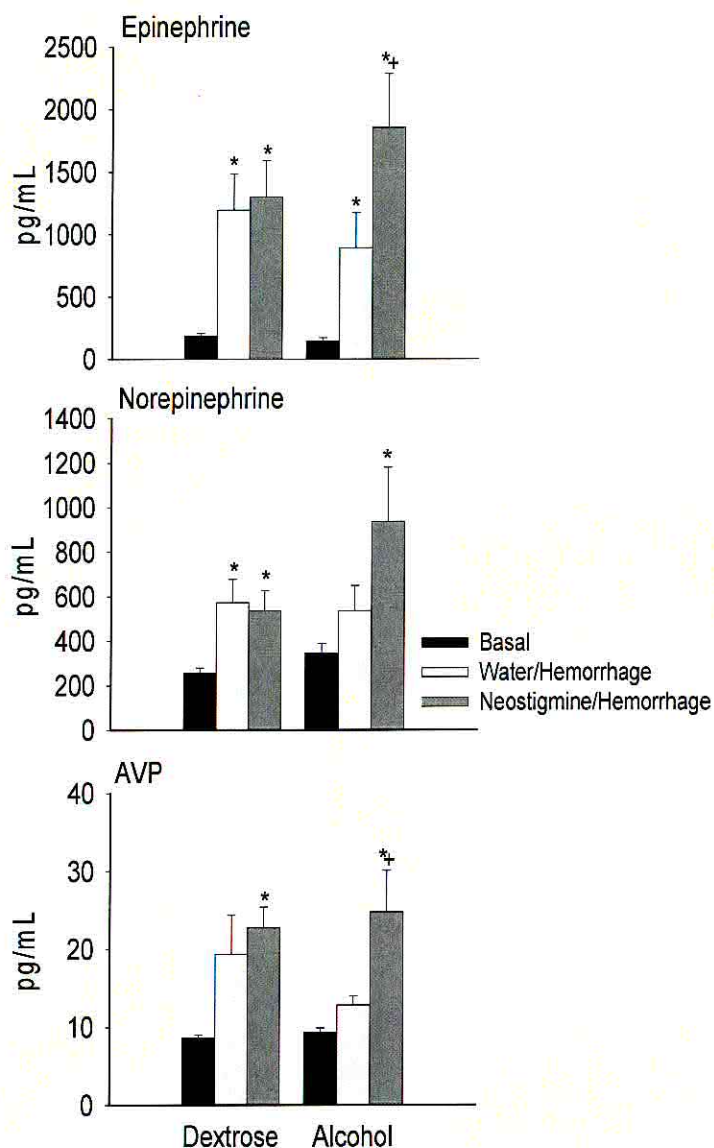 Epinephrine
2500
2000
1500
1000
500
0
pg/mL
* * * *+
Norepinephrine
1400
1200
1000
800
600
400
200
0
pg/mL
* * *
Basal
Water/Hemorrhage
Neostigmine/Hemorrhage
AVP
40
30
20
10
0
pg/mL
* *+
Dextrose Alcohol